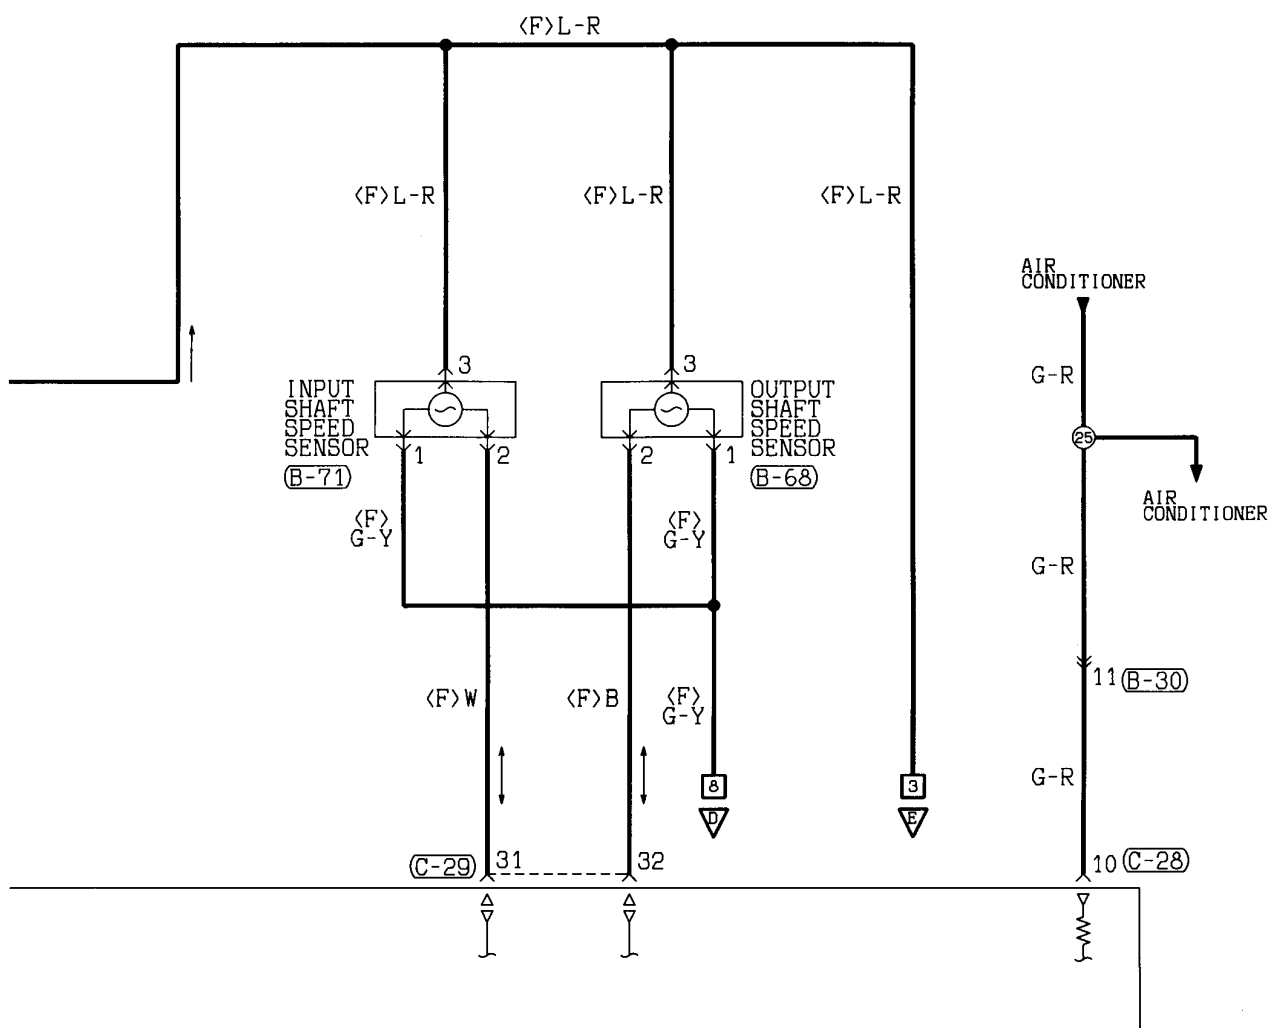 〈F〉L-R
〈F〉L-R
〈F〉L-R
〈F〉L-R
AIR
CONDITIONER
3
3
G-R
INPUT
SHAFT
SPEED
SENSOR
(B-71)
OUTPUT
SHAFT
SPEED
SENSOR
(B-68)
25
1
2
2
1
AIR
CONDITIONER
〈F〉
G-Y
〈F〉
G-Y
G-R
11
(B-30)
〈F〉W
〈F〉B
〈F〉
G-Y
G-R
8
D
3
E
(C-29)
31
32
10
(C-28)